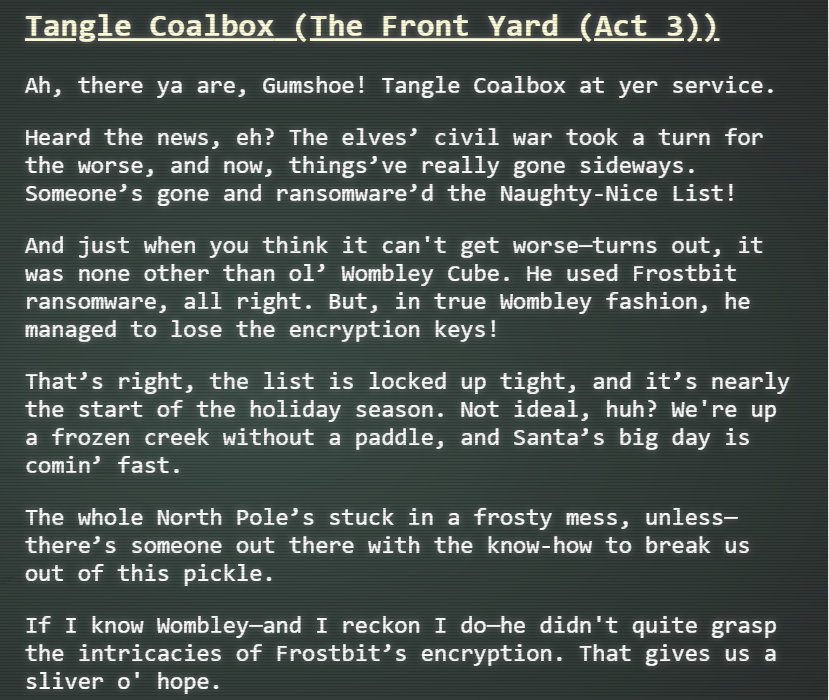 Tangle Coalbox (The Front Yard (Act 3))
Ah, there ya are, Gumshoe! Tangle Coalbox at yer service.
Heard the news, eh? The elves’ civil war took a turn for
the worse, and now, things’ve really gone sideways.
Someone’s gone and ransomware’d the Naughty-Nice List!
And just when you think it can't get worse—turns out, it
was none other than ol’ Wombley Cube. He used Frostbit
ransomware, all right. But, in true Wombley fashion, he
managed to lose the encryption keys!
That’s right, the list is locked up tight, and it’s nearly
the start of the holiday season. Not ideal, huh? We're up
a frozen creek without a paddle, and Santa’s big day is
comin’ fast.
The whole North Pole’s stuck in a frosty mess, unless—
there’s someone out there with the know-how to break us
out of this pickle.
If I know Wombley—and I reckon I do—he didn't quite grasp
the intricacies of Frostbit’s encryption. That gives us a
sliver o' hope.